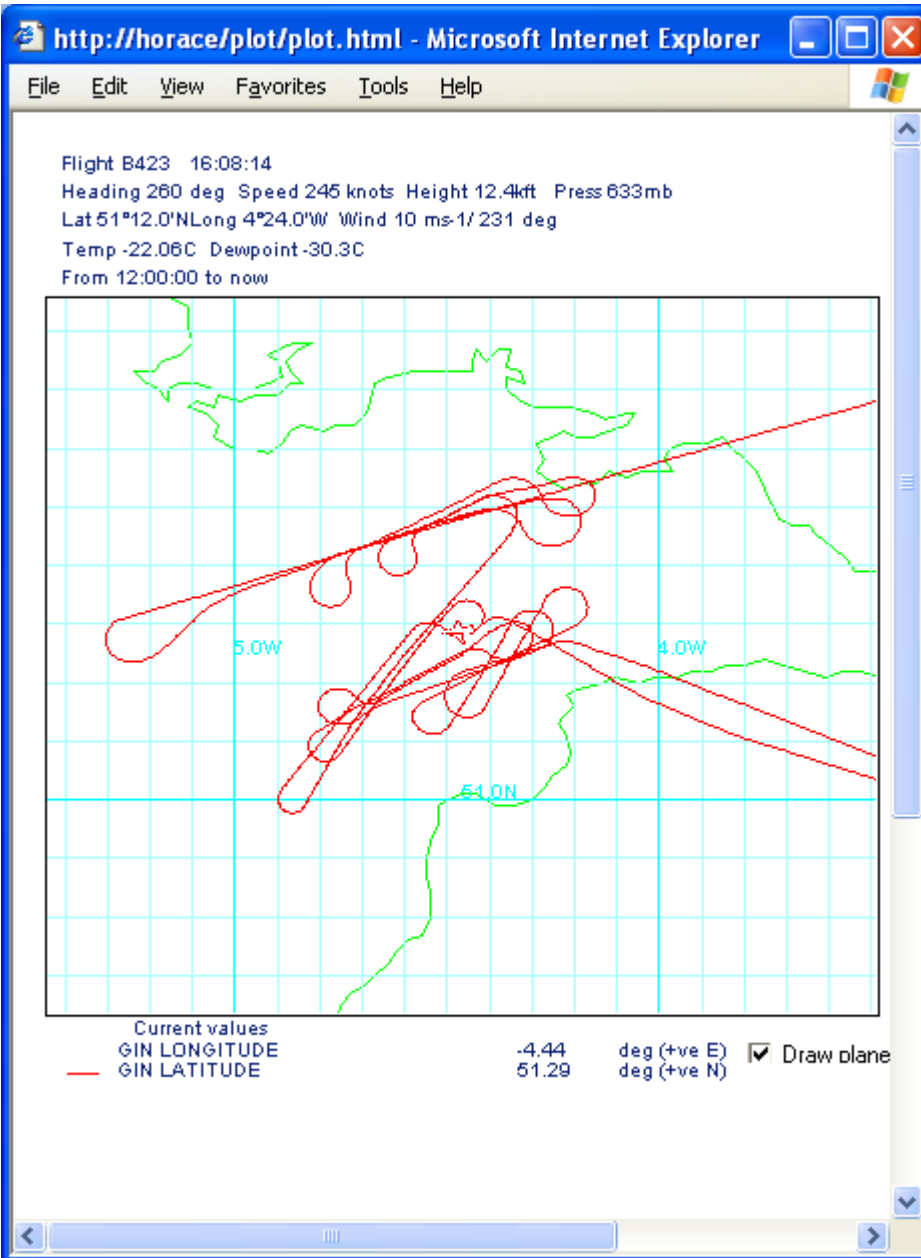 http://horace/plot/plot.html - Microsoft Internet Explorer
File Edit View Favorites Tools Help
Flight B423 16:08:14
Heading 260 deg Speed 245 knots Height 12.4kft Press 633mb
Lat 51°12.0'NLong 4°24.0'W Wind 10 ms-1/ 231 deg
Temp -22.06C Dewpoint -30.3C
From 12:00:00 to now
5.0W 4.0W
51.0N
Current values
GIN LONGITUDE -4.44 deg (+ve E) Draw plane
GIN LATITUDE 51.29 deg (+ve N)